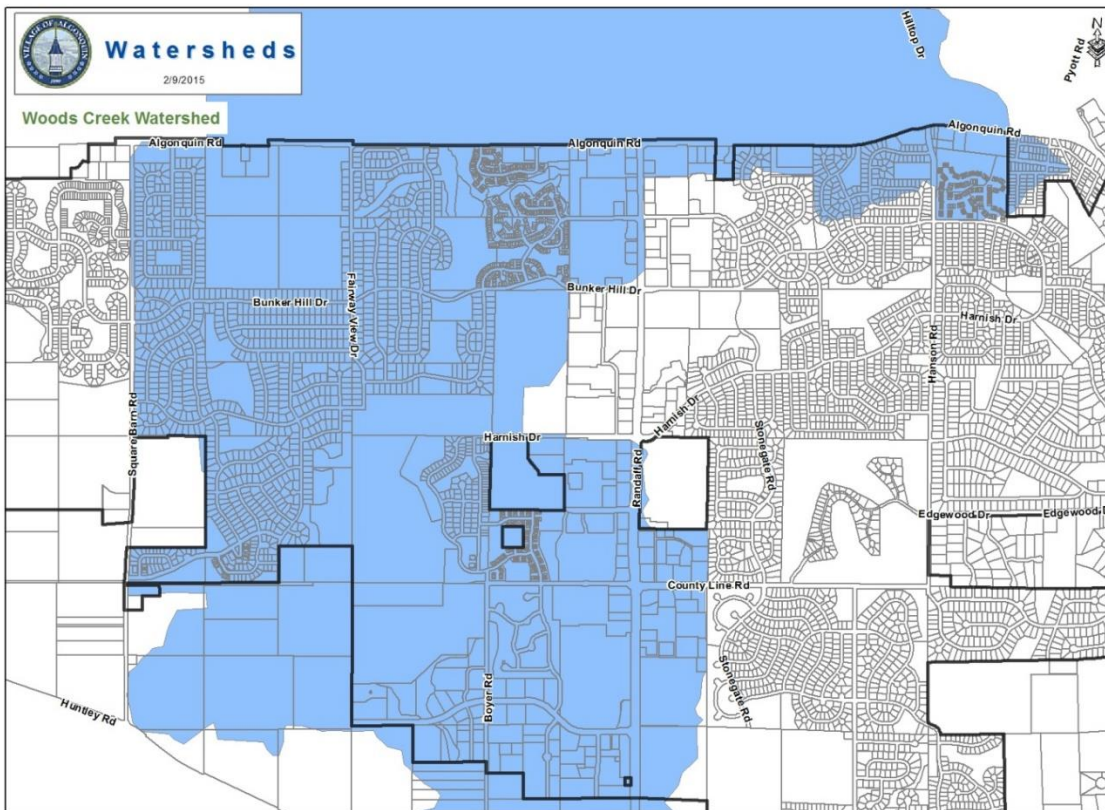 VILLAGE OF ALGONQUIN
Watersheds
2/9/2015
Woods Creek Watershed
Hilltop Dr
N
Pyott Rd
Algonquin Rd
Algonquin Rd
Algonquin Rd
Bunker Hill Dr
Fairway View Dr
Bunker Hill Dr
Harnish Dr
Hanson Rd
Square Barn Rd
Harnish Dr
Harnish Dr
Stonegate Rd
Randall Rd
Edgewood Dr
Edgewood D
County Line Rd
Huntley Rd
Boyer Rd
Stonegate Rd